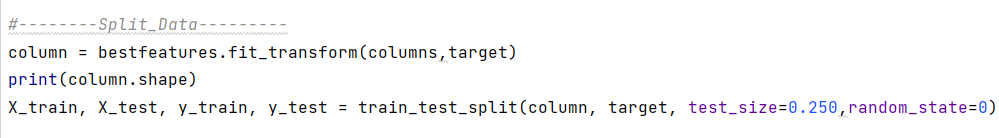 #--------Split_Data---------
column = bestfeatures.fit_transform(columns,target)
print(column.shape)
X_train, X_test, y_train, y_test = train_test_split(column, target, test_size=0.250,random_state=0)